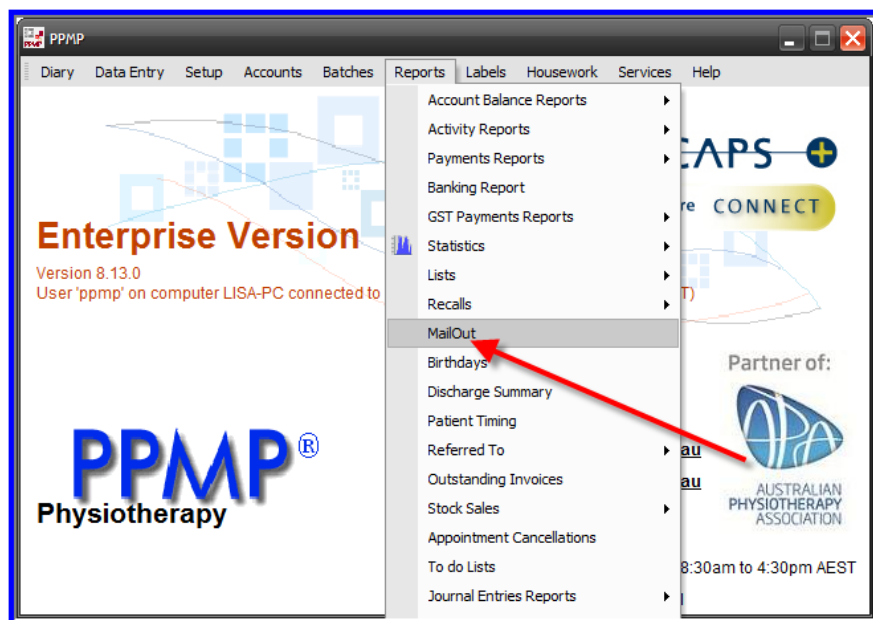 PPMP
Diary Data Entry Setup Accounts Batches Reports Labels Housework Services Help
Account Balance Reports
Activity Reports
Payments Reports
Banking Report
GST Payments Reports
Statistics
Lists
Recalls
MailOut
Birthdays
Discharge Summary
Patient Timing
Referred To
Outstanding Invoices
Stock Sales
Appointment Cancellations
To do Lists
Journal Entries Reports
Enterprise Version
Version 8.13.0
User 'ppmp' on computer LISA-PC connected to
T)
CAPS
re CONNECT
PPMP®
Physiotherapy
Partner of:
APA
au
au
AUSTRALIAN
PHYSIOTHERAPY
ASSOCIATION
8:30am to 4:30pm AEST